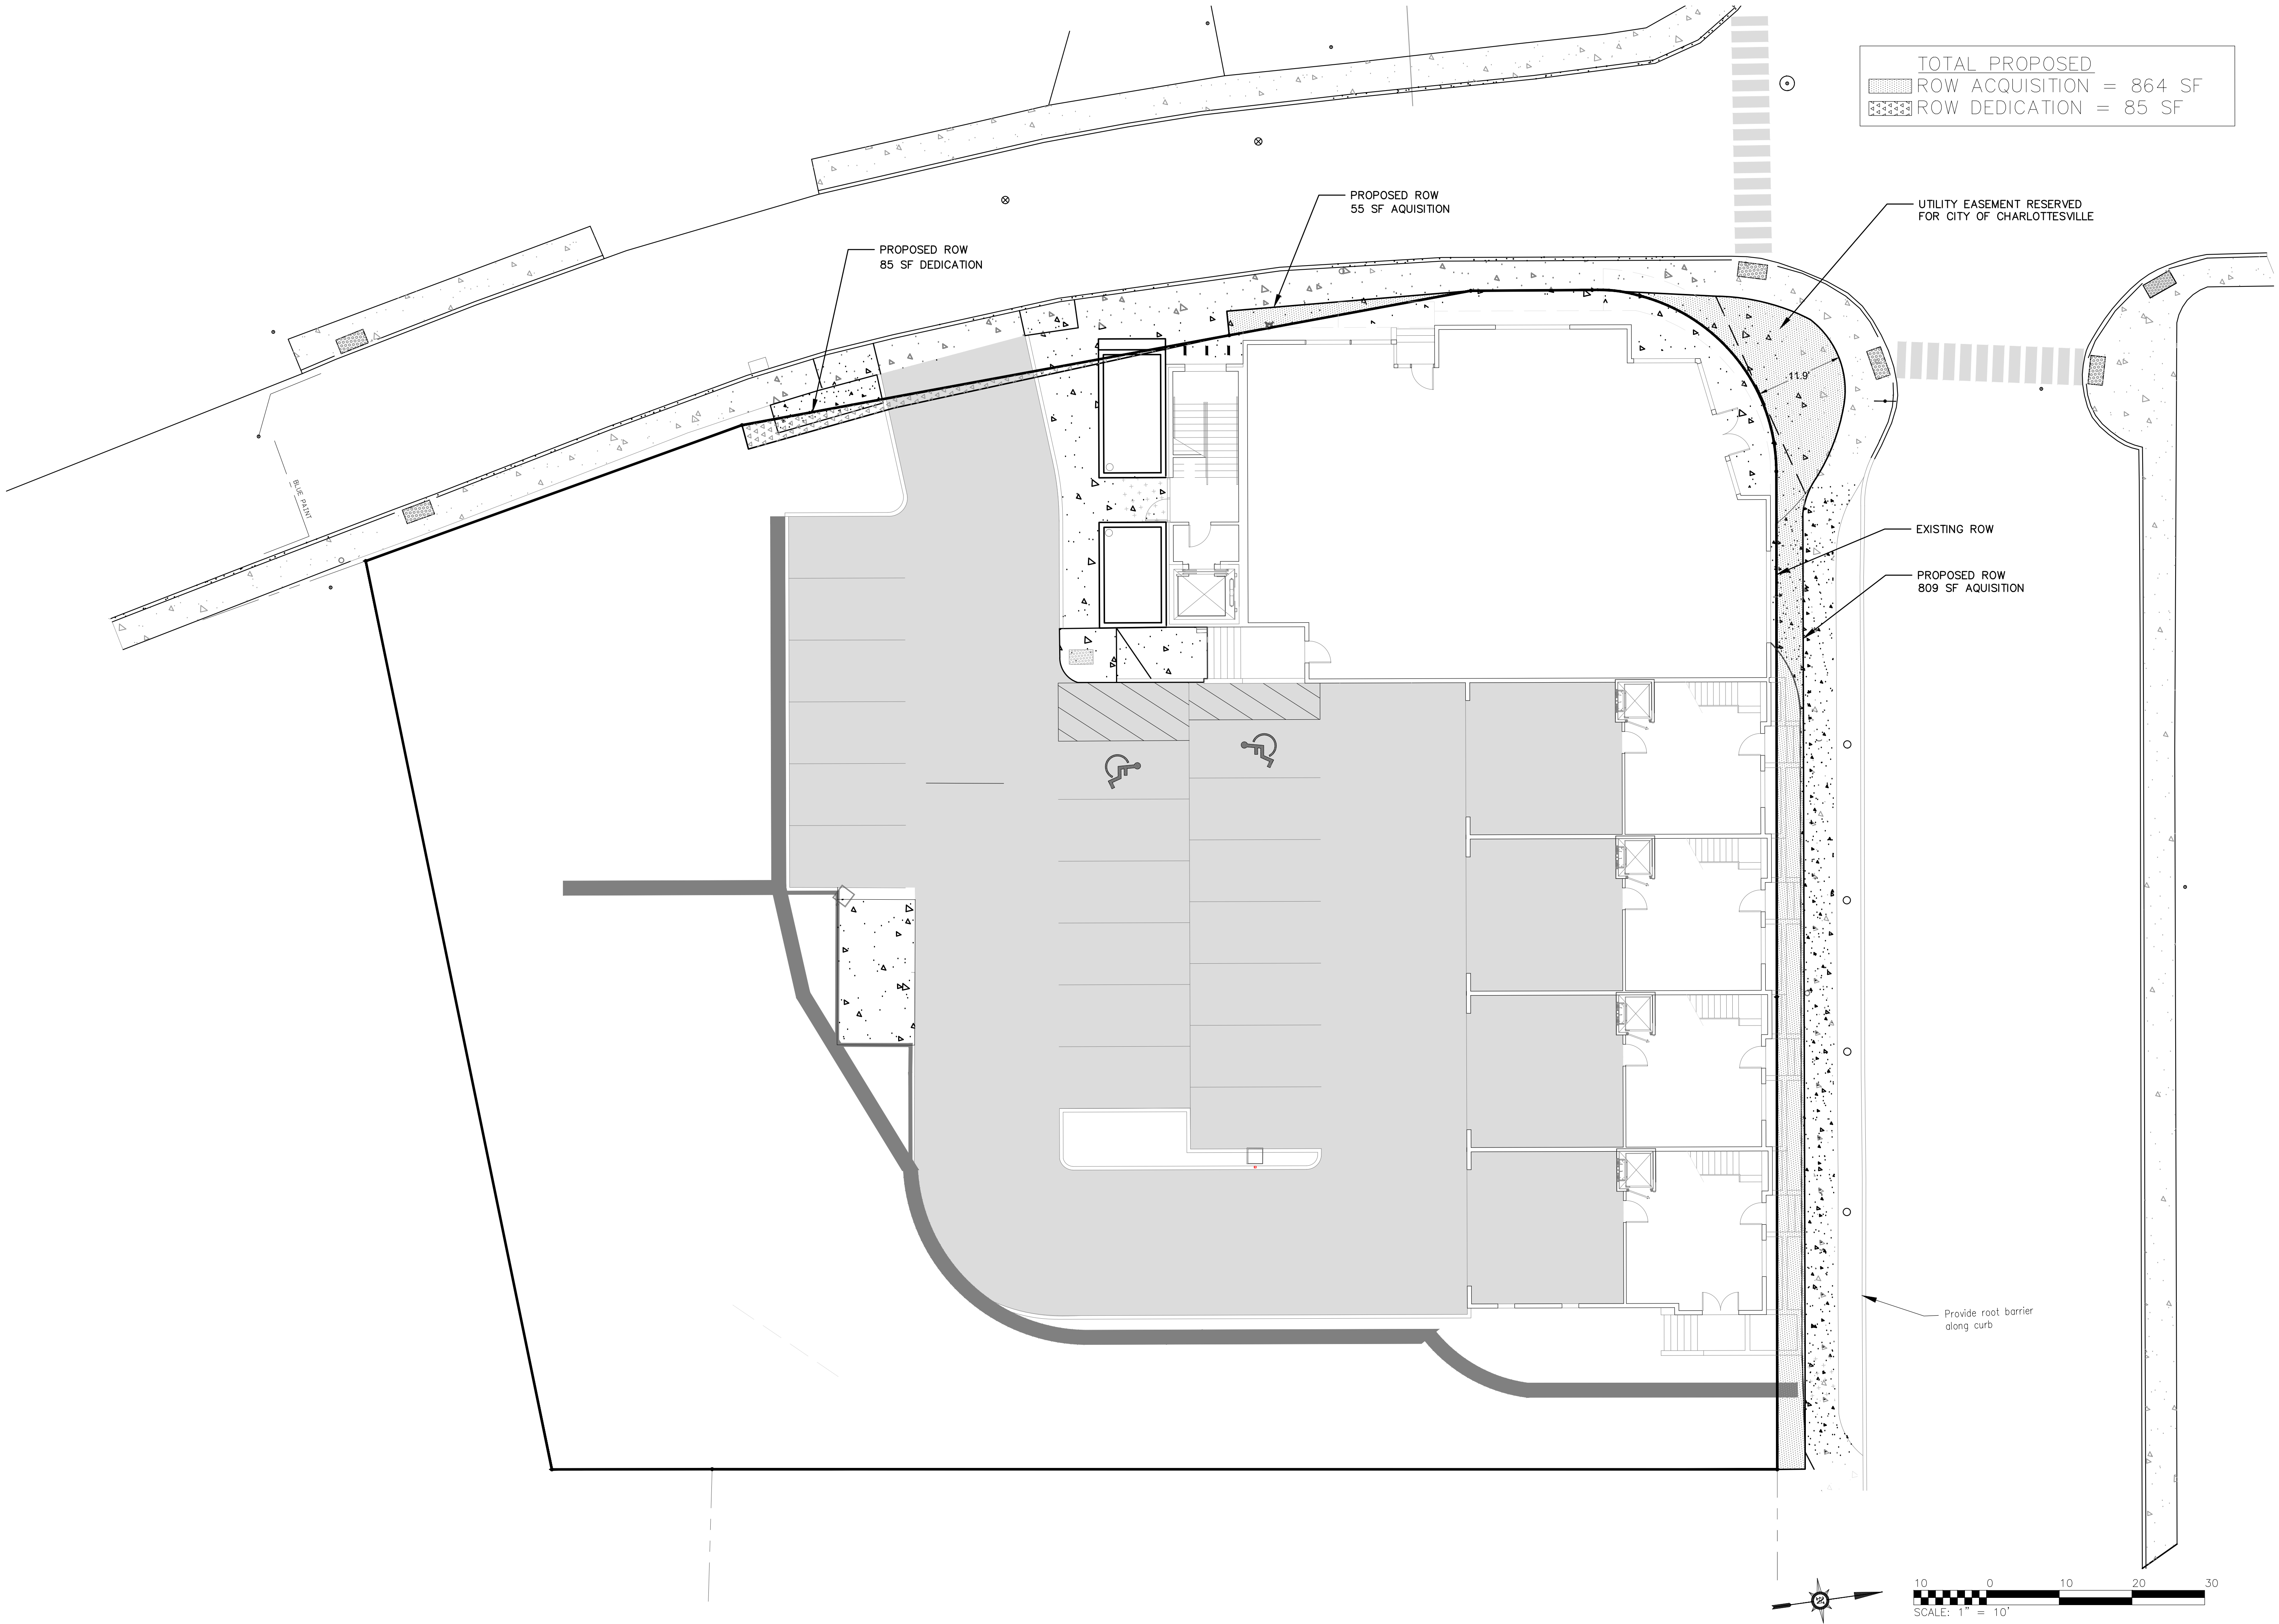 TOTAL PROPOSED
ROW ACQUISITION = 864 SF
ROW DEDICATION = 85 SF
PROPOSED ROW
55 SF AQUISITION
UTILITY EASEMENT RESERVED
FOR CITY OF CHARLOTTESVILLE
PROPOSED ROW
85 SF DEDICATION
11.9'
BLUE PAINT
EXISTING ROW
PROPOSED ROW
809 SF AQUISITION
Provide root barrier
along curb
10 0 10 20 30
SCALE: 1" = 10'